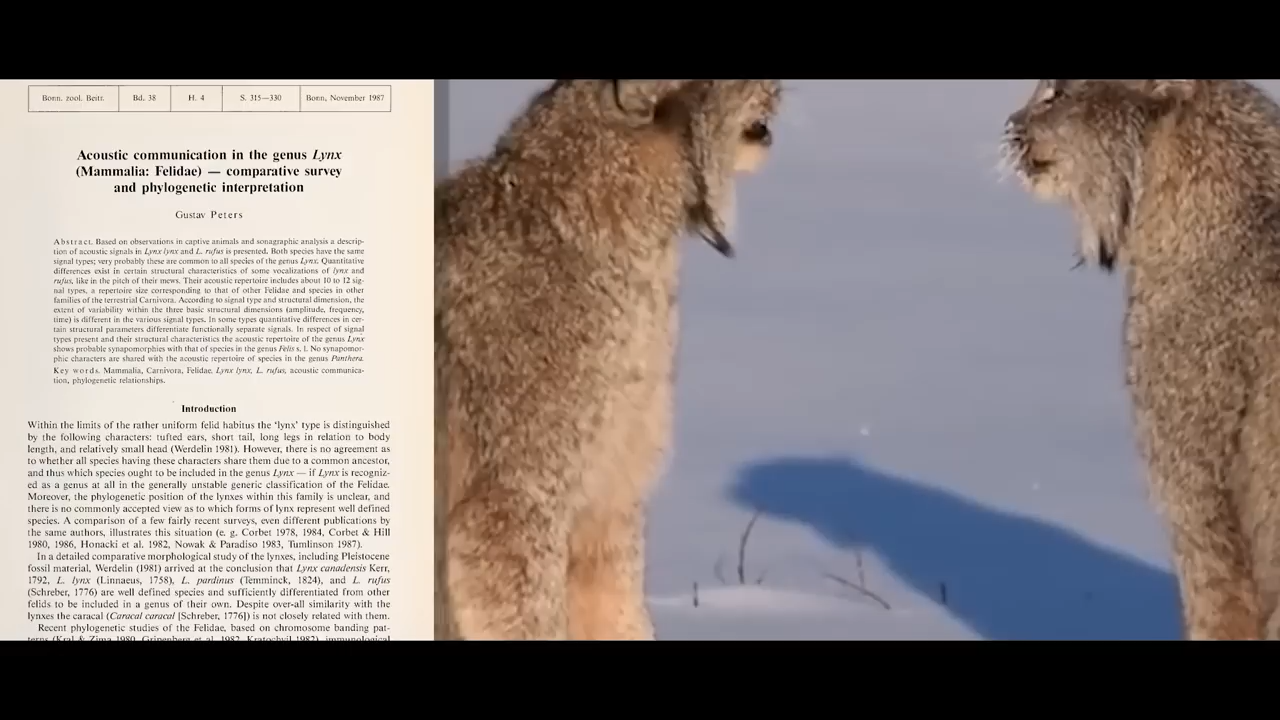 Bonn. zool. Beitr. Bd. 38 H. 4 S. 315—330 Bonn, November 1987
Acoustic communication in the genus Lynx
(Mammalia: Felidae) — comparative survey
and phylogenetic interpretation
Gustav Peters
Abstract. Based on observations in captive animals and sonagraphic analysis a descrip-
tion of acoustic signals in Lynx lynx and L. rufus is presented. Both species have the same
signal types; very probably these are common to all species of the genus Lynx. Quantitative
differences exist in certain structural characteristics of some vocalizations of lynx and
rufus, like in the pitch of their mews. Their acoustic repertoire includes about 10 to 12 sig-
nal types, a repertoire size corresponding to that of other Felidae and species in other
families of the terrestrial Carnivora. According to signal type and structural dimension, the
extent of variability within the three basic structural dimensions (amplitude, frequency,
time) is different in the various signal types. In some types quantitative differences in cer-
tain structural parameters differentiate functionally separate signals. In respect of signal
types present and their structural characteristics the acoustic repertoire of the genus Lynx
shows probable synapomorphies with that of species in the genus Felis s. l. No synapomor-
phic characters are shared with the acoustic repertoire of species in the genus Panthera.
Key words. Mammalia, Carnivora, Felidae, Lynx lynx, L. rufus, acoustic communica-
tion, phylogenetic relationships.
Introduction
Within the limits of the rather uniform felid habitus the ‘lynx’ type is distinguished
by the following characters: tufted ears, short tail, long legs in relation to body
length, and relatively small head (Werdelin 1981). However, there is no agreement as
to whether all species having these characters share them due to a common ancestor,
and thus which species ought to be included in the genus Lynx — if Lynx is recogniz-
ed as a genus at all in the generally unstable generic classification of the Felidae.
Moreover, the phylogenetic position of the lynxes within this family is unclear, and
there is no commonly accepted view as to which forms of lynx represent well defined
species. A comparison of a few fairly recent surveys, even different publications by
the same authors, illustrates this situation (e. g. Corbet 1978, 1984, Corbet & Hill
1980, 1986, Honacki et al. 1982, Nowak & Paradiso 1983, Tumlinson 1987).
In a detailed comparative morphological study of the lynxes, including Pleistocene
fossil material, Werdelin (1981) arrived at the conclusion that Lynx canadensis Kerr,
1792, L. lynx (Linnaeus, 1758), L. pardinus (Temminck, 1824), and L. rufus
(Schreber, 1776) are well defined species and sufficiently differentiated from other
felids to be included in a genus of their own. Despite over-all similarity with the
lynxes the caracal (Caracal caracal [Schreber, 1776]) is not closely related with them.
Recent phylogenetic studies of the Felidae, based on chromosome banding pat-
terns (Kral & Zima 1980, Gripenberg et al. 1982, Kratochvil 1982), immunological